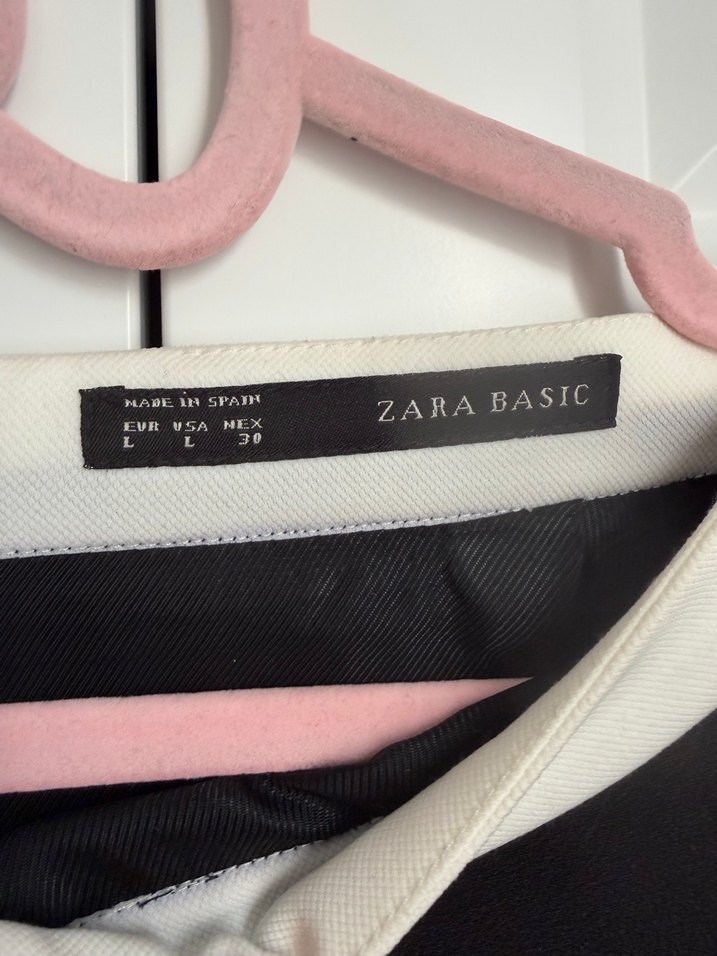 MADE IN SPAIN
EUR USA MEX
L L 30
ZARA BASIC